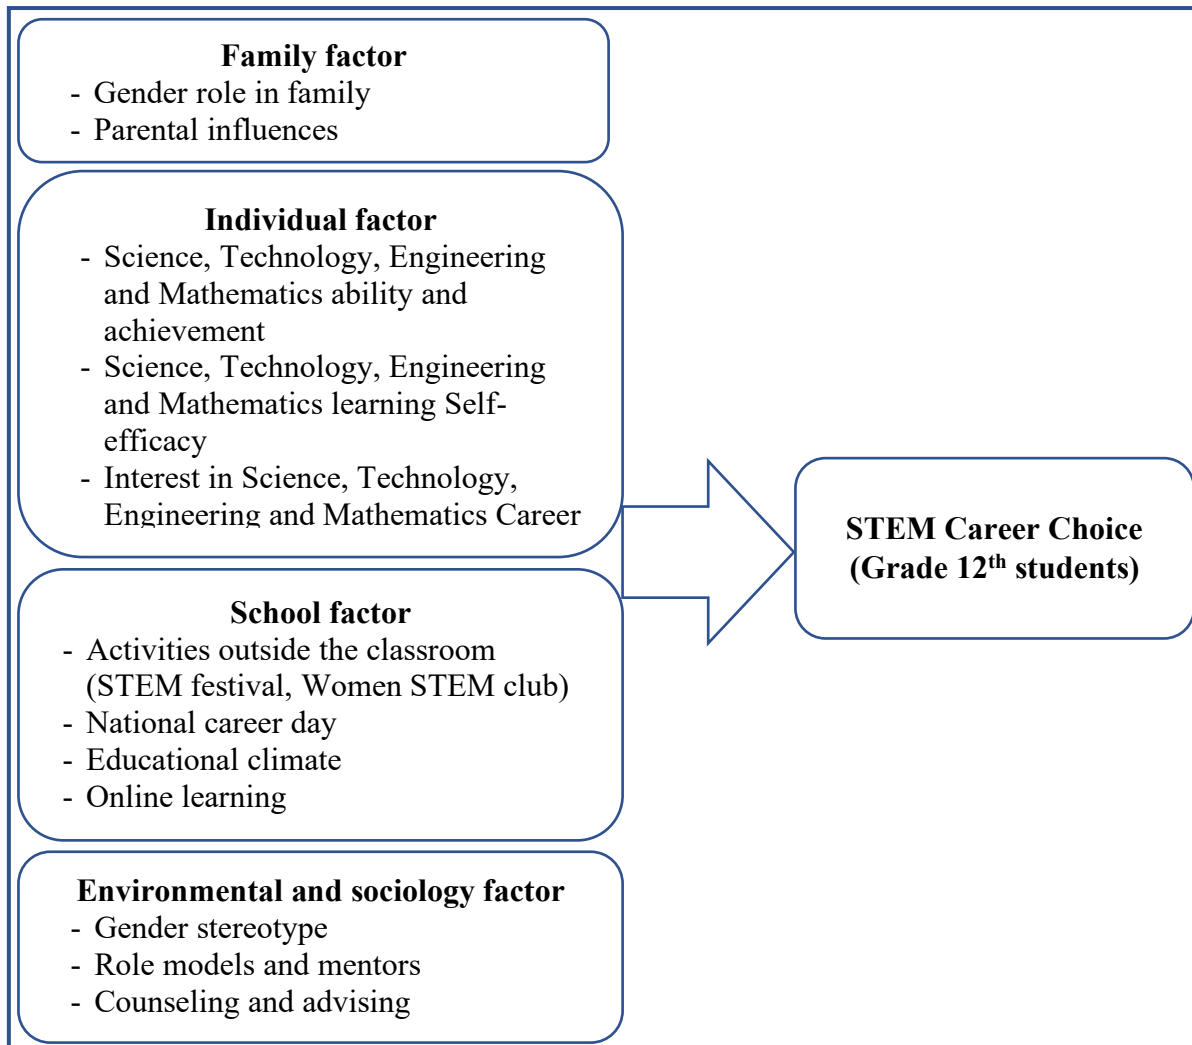 Family factor
- Gender role in family
- Parental influences
Individual factor
- Science, Technology, Engineering
and Mathematics ability and
achievement
- Science, Technology, Engineering
and Mathematics learning Self-
efficacy
- Interest in Science, Technology,
Engineering and Mathematics Career
School factor
- Activities outside the classroom
(STEM festival, Women STEM club)
- National career day
- Educational climate
- Online learning
Environmental and sociology factor
- Gender stereotype
- Role models and mentors
- Counseling and advising
STEM Career Choice
(Grade 12th students)